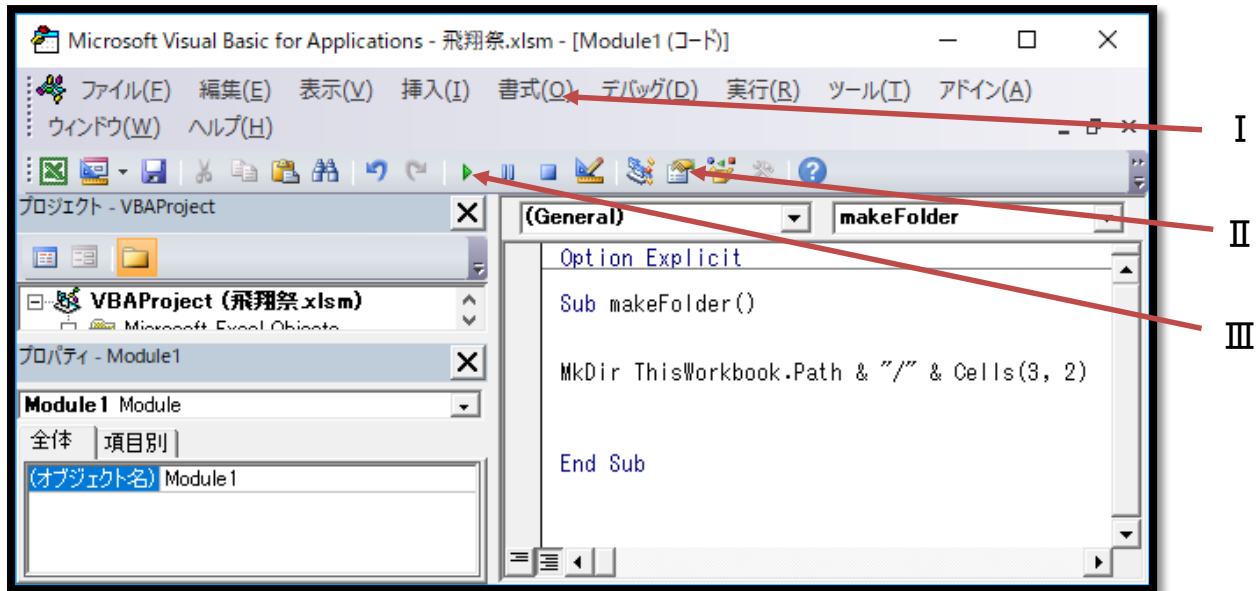 Microsoft Visual Basic for Applications - 飛翔祭.xlsm - [Module1 (コード)]
ファイル(F) 編集(E) 表示(V) 挿入(I) 書式(O) デバッグ(D) 実行(R) ツール(T) アドイン(A)
ウィンドウ(W) ヘルプ(H)
Ⅰ
プロジェクト - VBAProject
(General) makeFolder
Ⅱ
Option Explicit
VBAProject (飛翔祭.xlsm)
Microsoft Excel Objects
Sub makeFolder()
Ⅲ
プロパティ - Module1
MkDir ThisWorkbook.Path & "/" & Cells(3, 2)
Module1 Module
全体 項目別
End Sub
(オブジェクト名) Module1